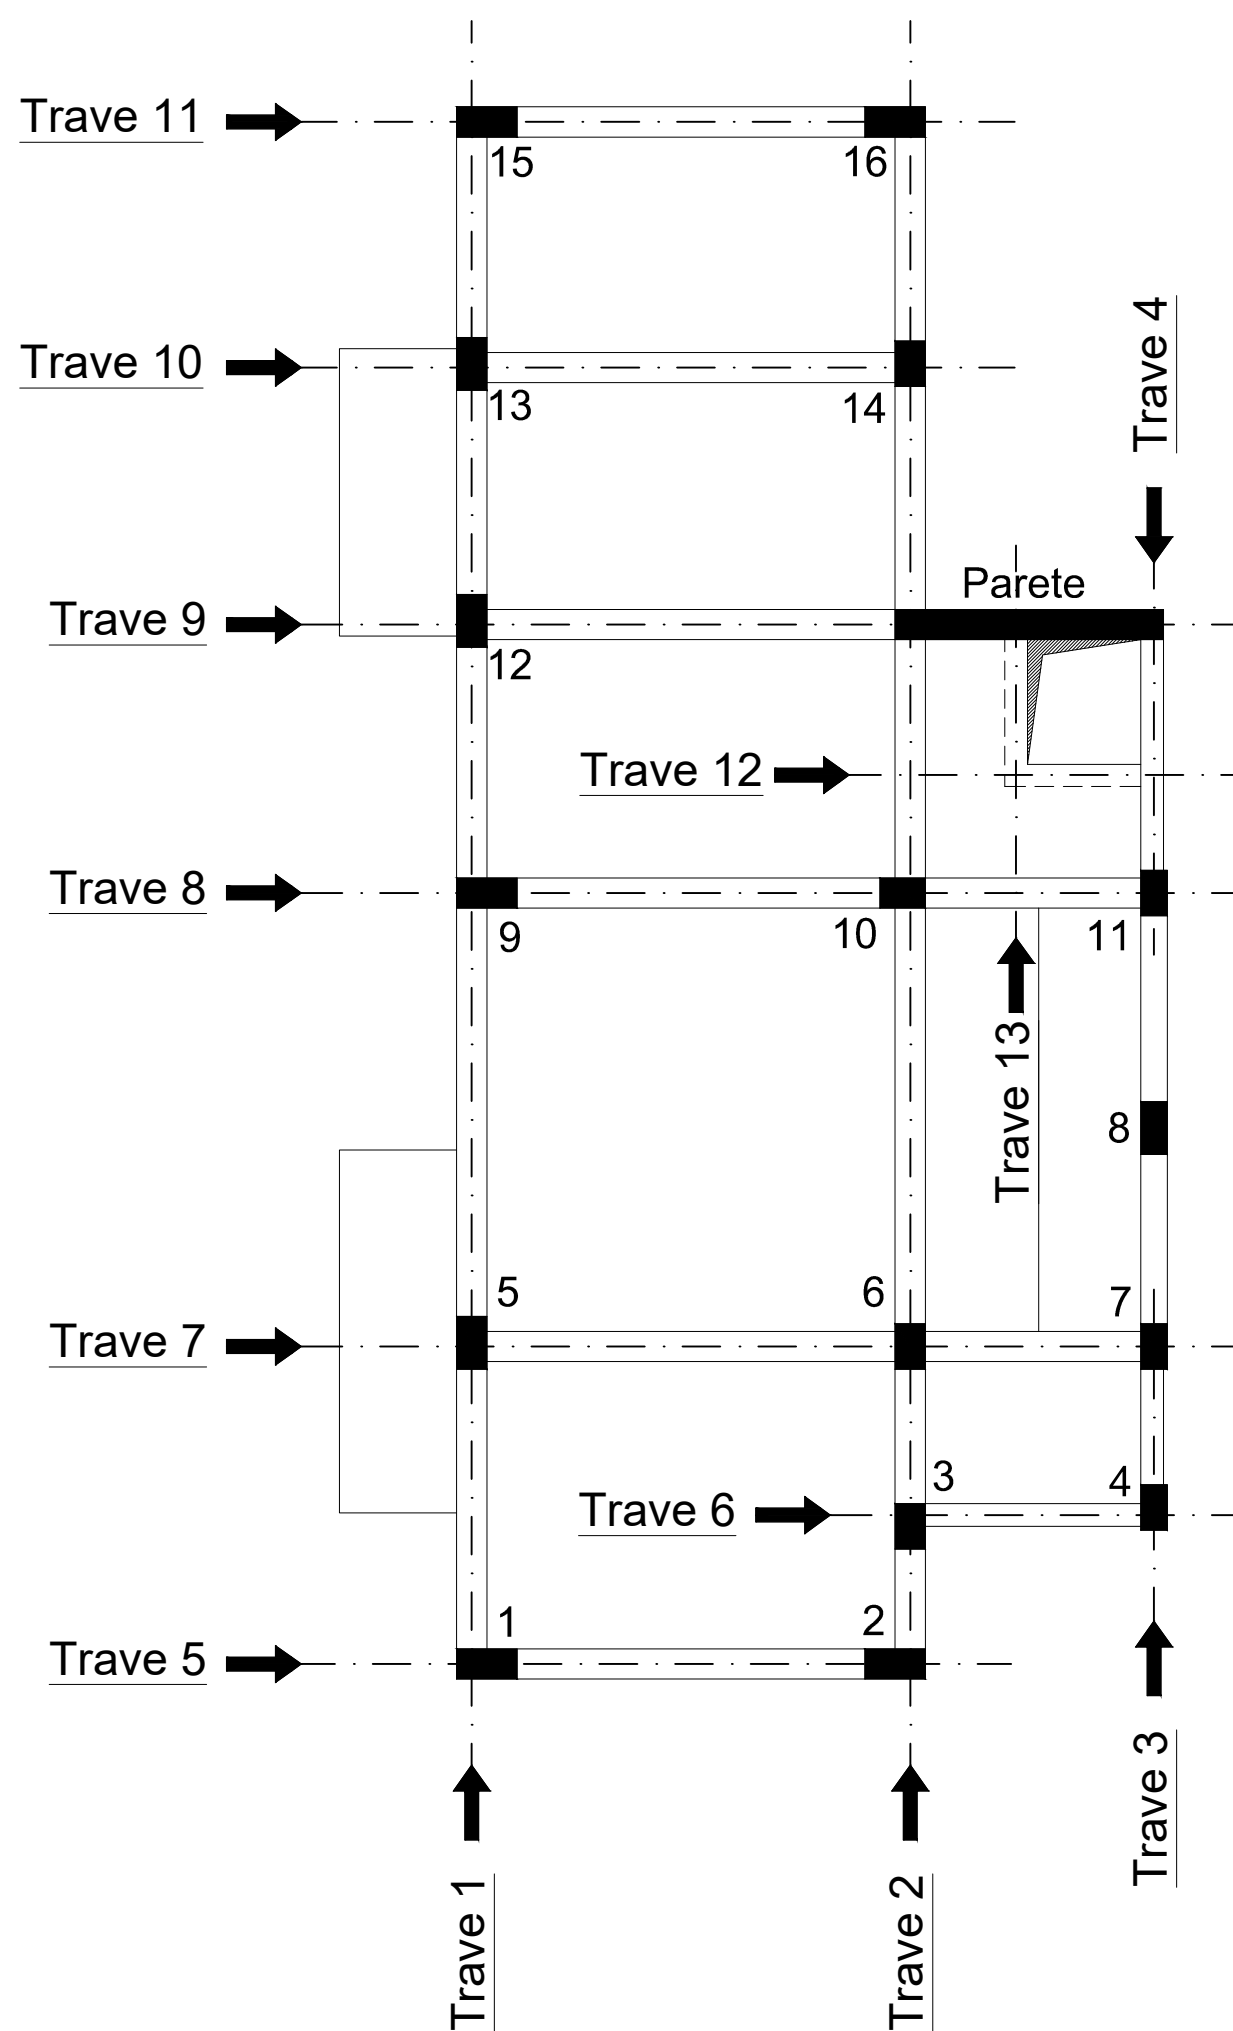 Trave 11
15
16
Trave 4
Trave 10
13
14
Parete
Trave 9
12
Trave 12
Trave 8
9
10
11
Trave 13
8
5
6
7
Trave 7
3
4
Trave 6
1
2
Trave 5
Trave 3
Trave 1
Trave 2